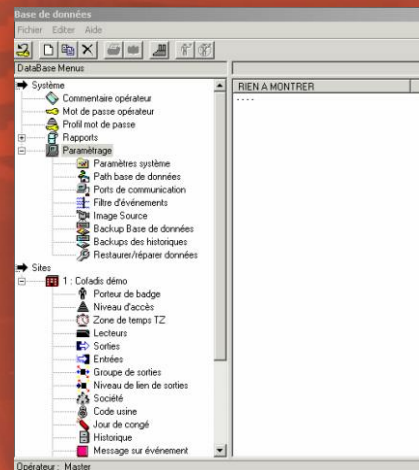 Base de données
Fichier Editer Aide
DataBase Menus
RIEN A MONTRER
----
Système
Commentaire opérateur
Mot de passe opérateur
Profil mot de passe
Rapports
Paramètrage
Paramètres système
Path base de données
Ports de communication
Filtre d'événements
Image Source
Backup Base de données
Backups des historiques
Restaurer/réparer données
Sites
1 : Coladis démo
Porteur de badge
Niveau d'accès
Zone de temps TZ
Lecteurs
Sorties
Entrées
Groupe de sorties
Niveau de lien de sorties
Société
Code usine
Jour de congé
Historique
Message sur événement
Opérateur : Master